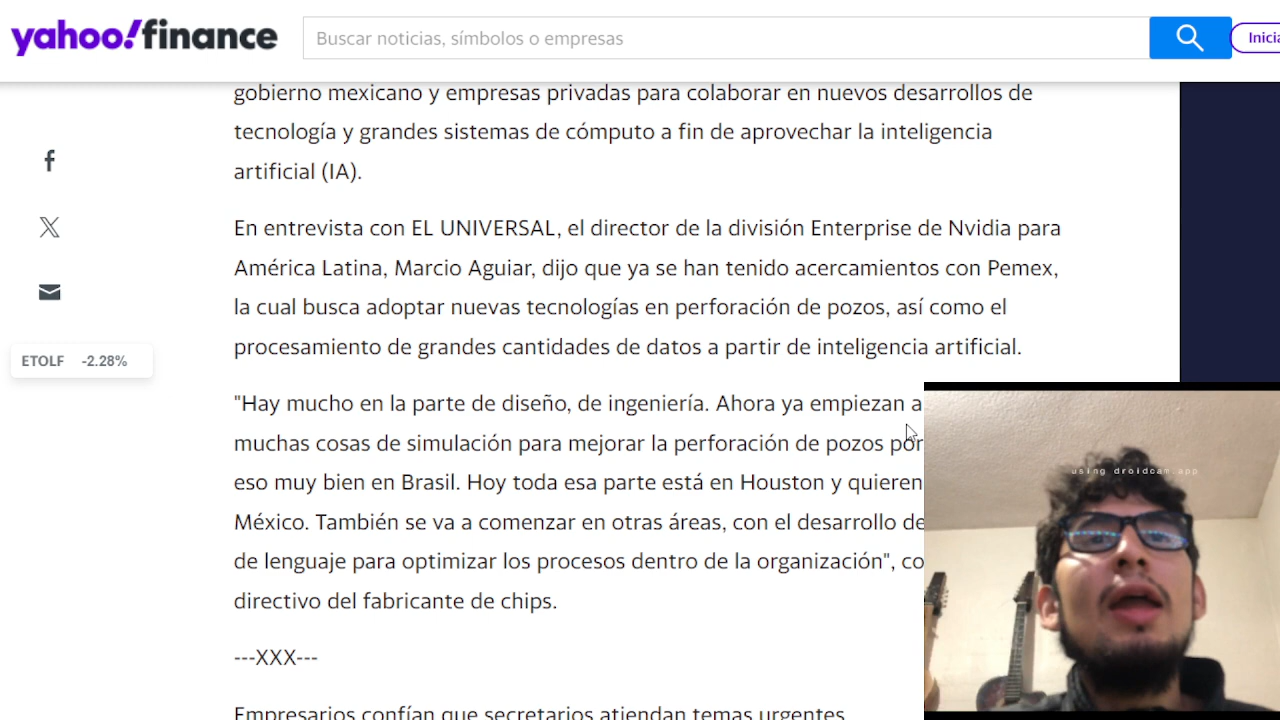 yahoo!finance
Buscar noticias, símbolos o empresas
Inicia
gobierno mexicano y empresas privadas para colaborar en nuevos desarrollos de
tecnología y grandes sistemas de cómputo a fin de aprovechar la inteligencia
artificial (IA).
En entrevista con EL UNIVERSAL, el director de la división Enterprise de Nvidia para
América Latina, Marcio Aguiar, dijo que ya se han tenido acercamientos con Pemex,
la cual busca adoptar nuevas tecnologías en perforación de pozos, así como el
procesamiento de grandes cantidades de datos a partir de inteligencia artificial.
ETOLF -2.28%
"Hay mucho en la parte de diseño, de ingeniería. Ahora ya empiezan a
muchas cosas de simulación para mejorar la perforación de pozos por
eso muy bien en Brasil. Hoy toda esa parte está en Houston y quieren
México. También se va a comenzar en otras áreas, con el desarrollo de
de lenguaje para optimizar los procesos dentro de la organización", co
directivo del fabricante de chips.
---XXX---
Empresarios confían que secretarios atiendan temas urgentes
using droidcam.app